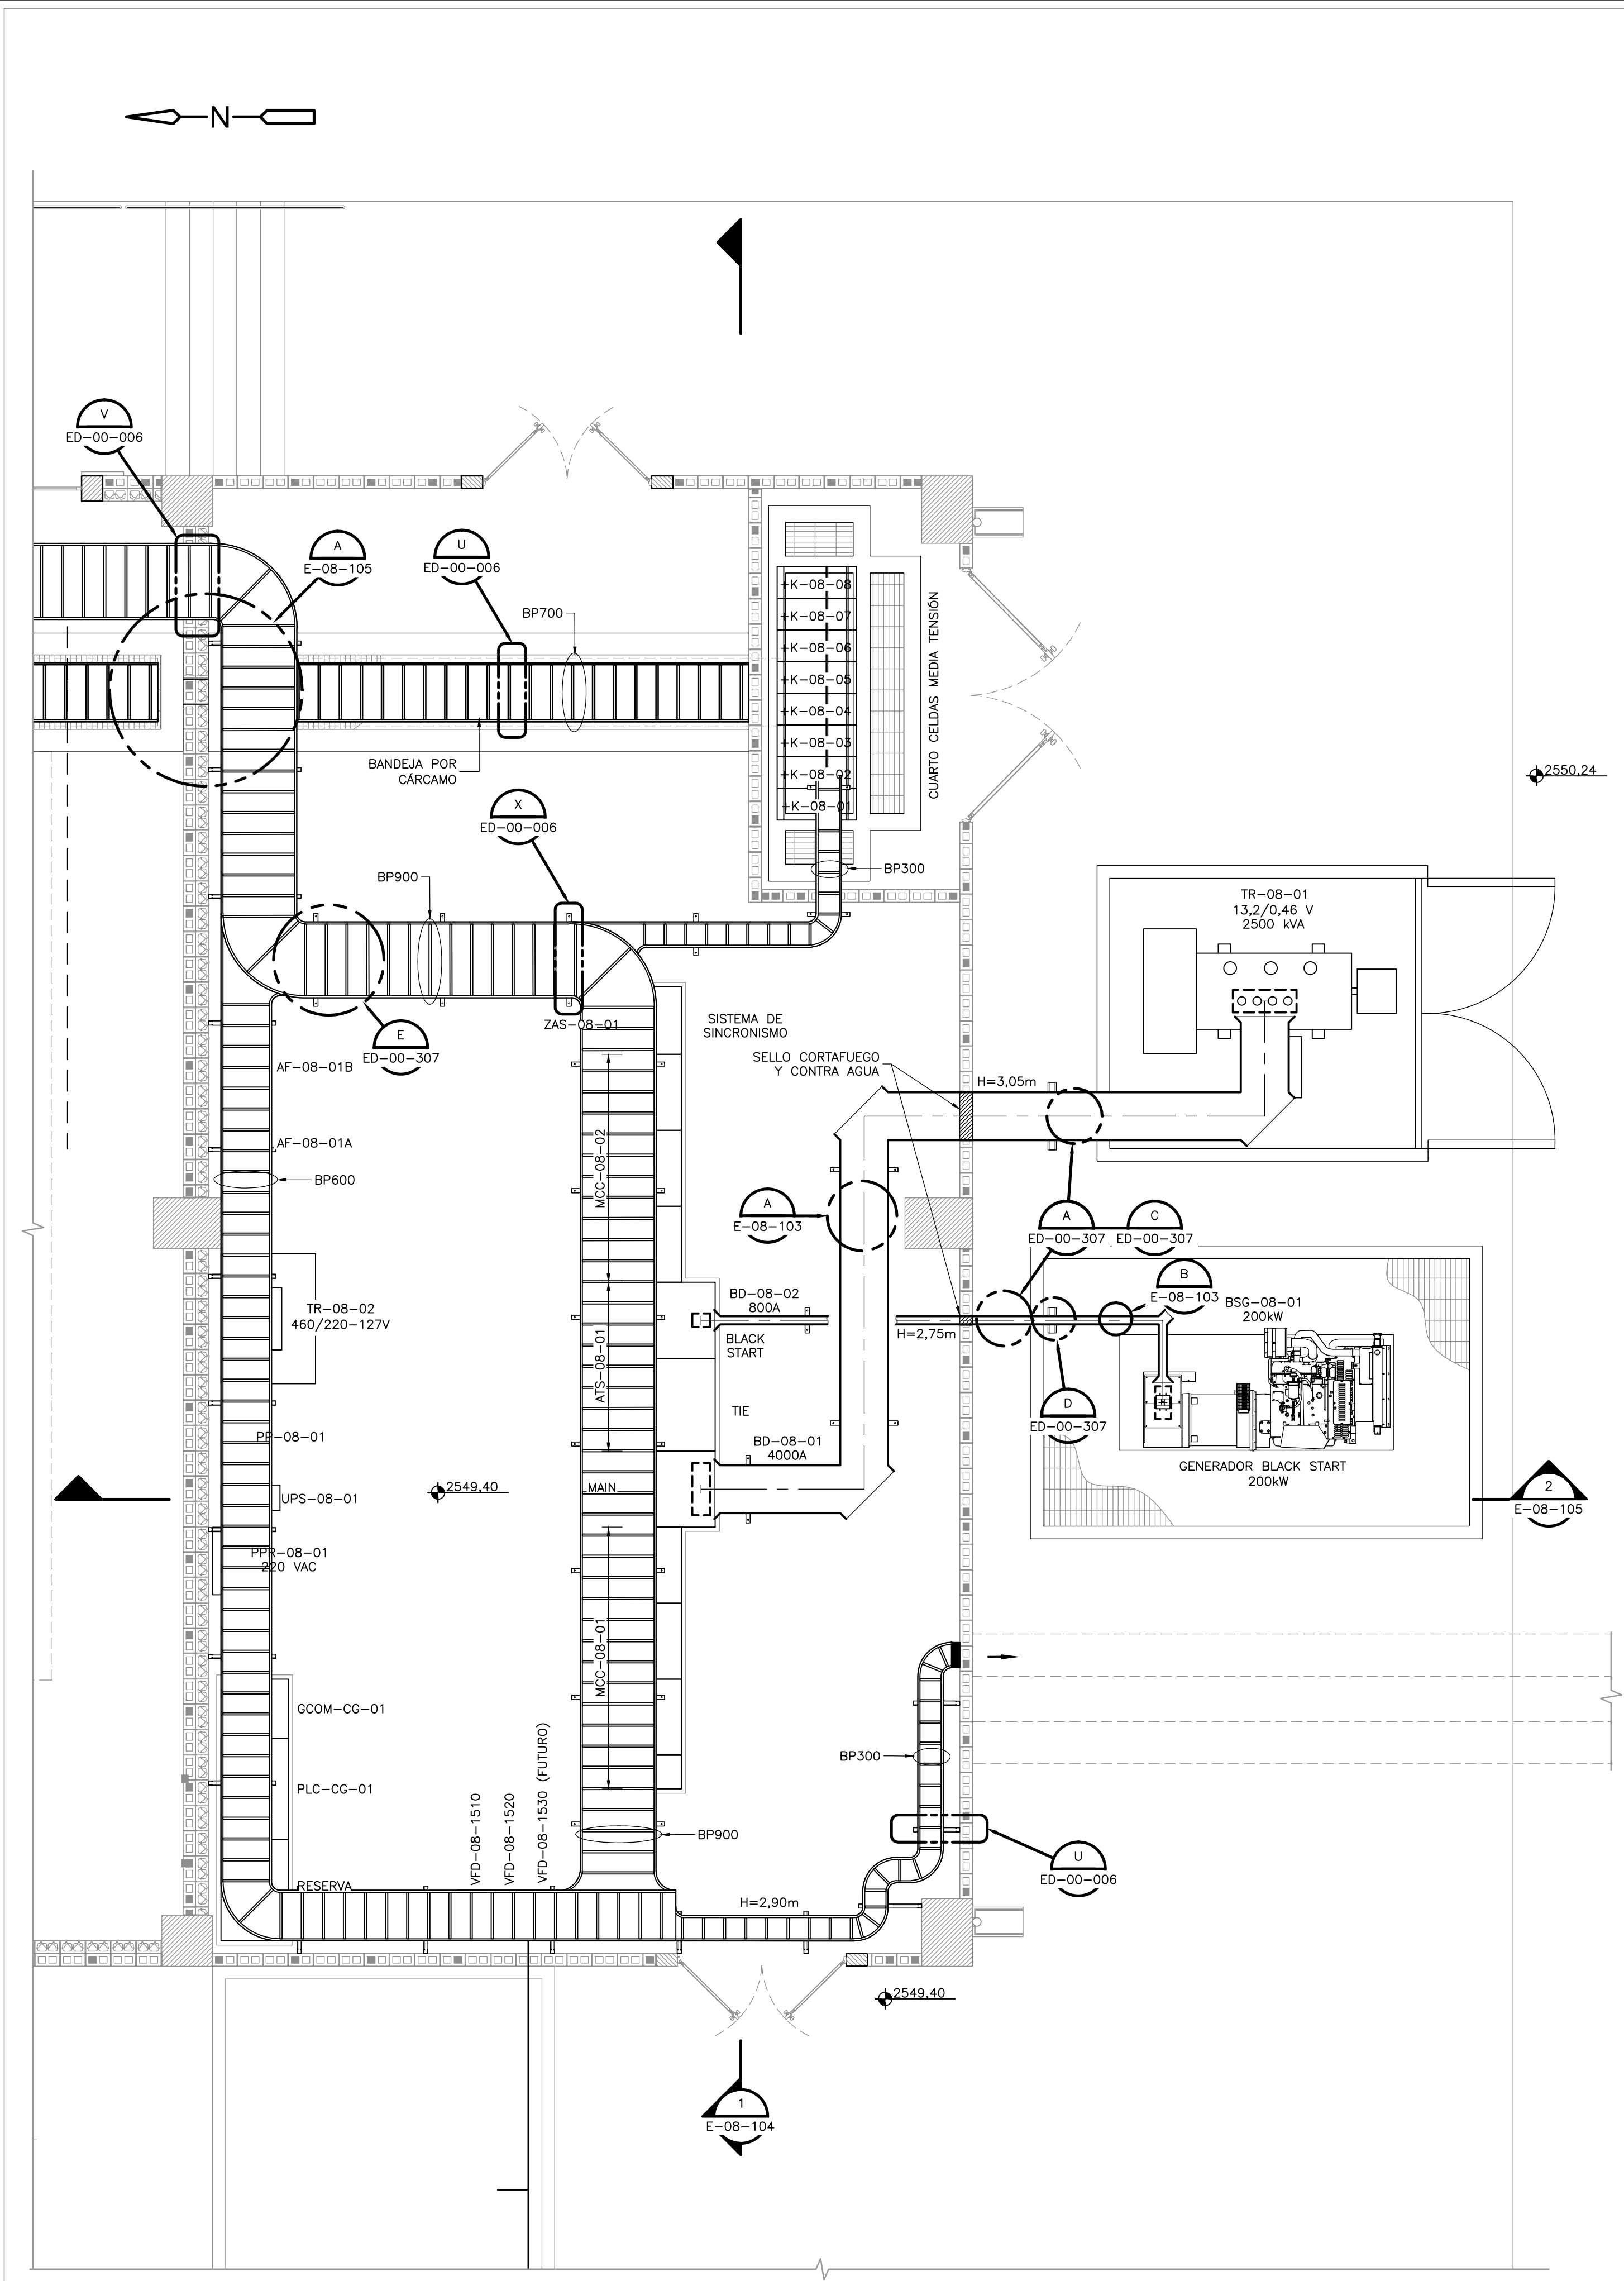 N
V
ED-00-006
A
E-08-105
U
ED-00-006
BP700
BANDEJA POR
CÁRCAMO
+K-08-08
+K-08-07
+K-08-06
+K-08-05
+K-08-04
+K-08-03
+K-08-02
+K-08-01
CUARTO CELDAS MEDIA TENSIÓN
2550,24
X
ED-00-006
BP900
BP300
TR-08-01
13,2/0,46 V
2500 kVA
E
ED-00-307
ZAS-08-01
SISTEMA DE
SINCRONISMO
SELLO CORTAFUEGO
Y CONTRA AGUA
H=3,05m
AF-08-01B
AF-08-01A
BP600
MCC-08-02
A
E-08-103
A
ED-00-307
C
ED-00-307
B
E-08-103
BSG-08-01
200kW
TR-08-02
460/220-127V
BD-08-02
800A
BLACK
START
H=2,75m
ATS-08-01
TIE
D
ED-00-307
PP-08-01
BD-08-01
4000A
GENERADOR BLACK START
200kW
UPS-08-01
2549,40
MAIN
2
E-08-105
PPR-08-01
220 VAC
MCC-08-01
GCOM-CG-01
PLC-CG-01
VFD-08-1510
VFD-08-1520
VFD-08-1530 (FUTURO)
BP300
BP900
U
ED-00-006
RESERVA
H=2,90m
2549,40
1
E-08-104